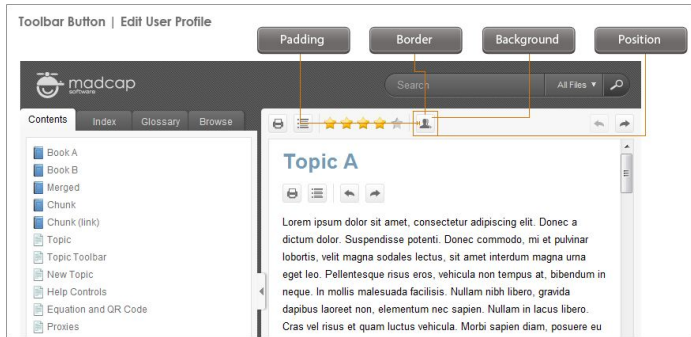 Toolbar Button | Edit User Profile
Padding
Border
Background
Position
madcap
software
Search
All Files
Contents
Index
Glossary
Browse
Book A
Book B
Merged
Chunk
Chunk (link)
Topic
Topic Toolbar
New Topic
Help Controls
Equation and QR Code
Proxies
Topic A
Lorem ipsum dolor sit amet, consectetur adipiscing elit. Donec a
dictum dolor. Suspendisse potenti. Donec commodo, mi et pulvinar
lobortis, velit magna sodales lectus, sit amet interdum magna urna
eget leo. Pellentesque risus eros, vehicula non tempus at, bibendum in
neque. In mollis malesuada facilisis. Nullam nibh libero, gravida
dapibus laoreet non, elementum nec sapien. Nullam in lacus libero.
Cras vel risus et quam luctus vehicula. Morbi sapien diam, posuere eu